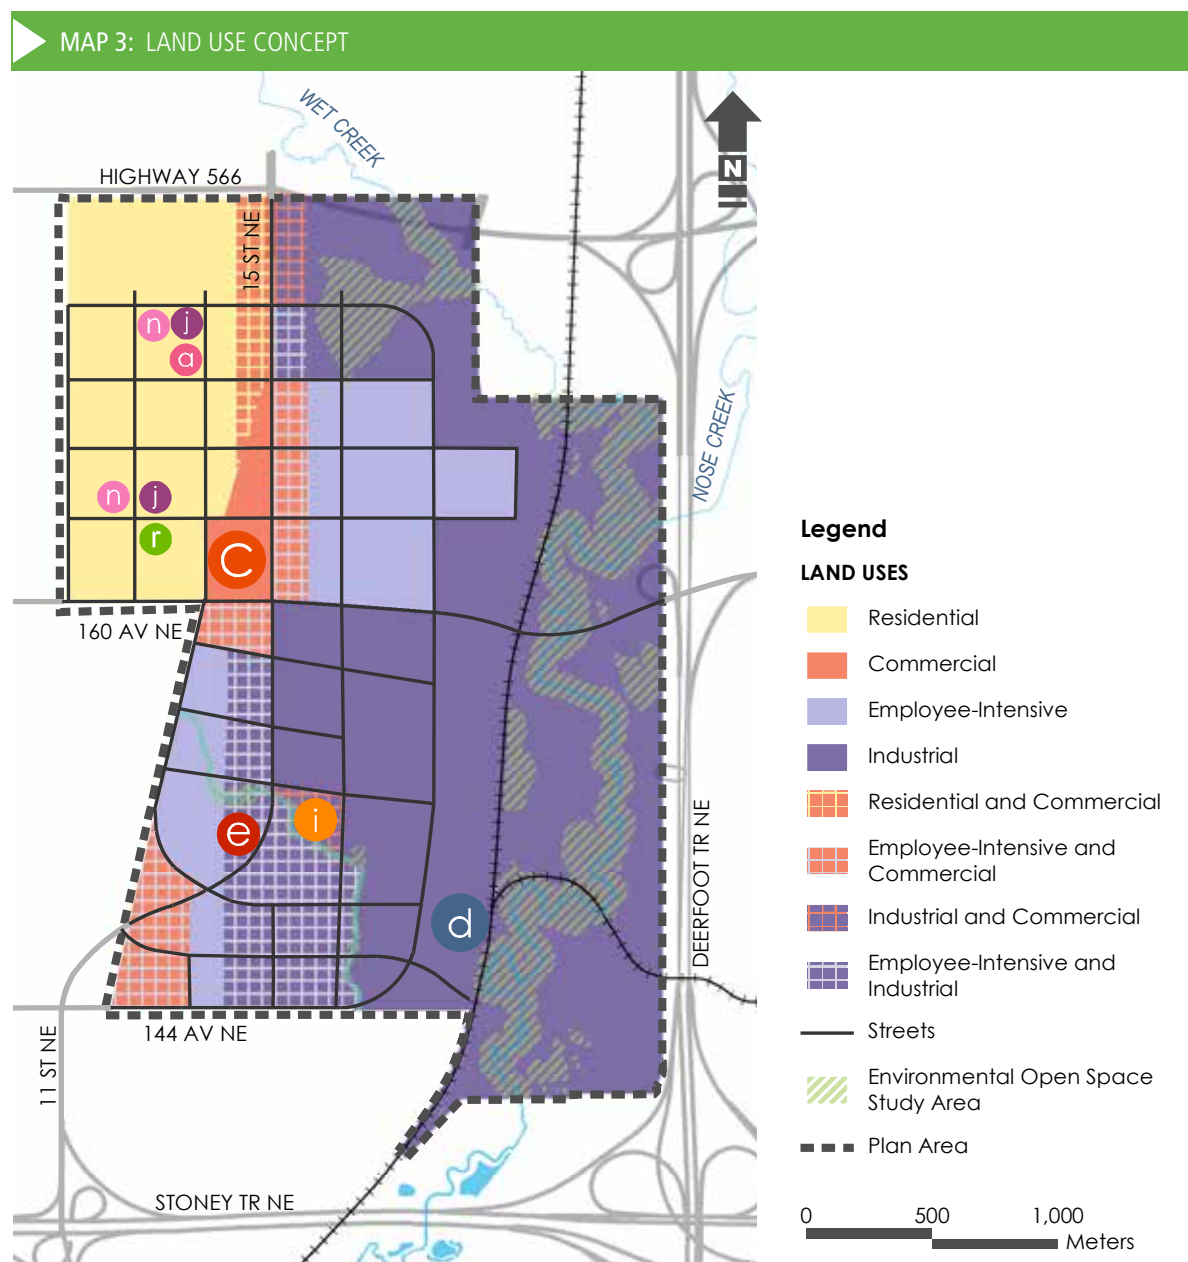 MAP 3: LAND USE CONCEPT
WET CREEK
HIGHWAY 566
N
15 ST NE
n
j
a
NOSE CREEK
n
j
r
C
160 AV NE
e
i
d
DEERFOOT TR NE
144 AV NE
11 ST NE
STONEY TR NE
Legend
LAND USES
Residential
Commercial
Employee-Intensive
Industrial
Residential and Commercial
Employee-Intensive and
Commercial
Industrial and Commercial
Employee-Intensive and
Industrial
Streets
Environmental Open Space
Study Area
Plan Area
0 500 1,000
Meters